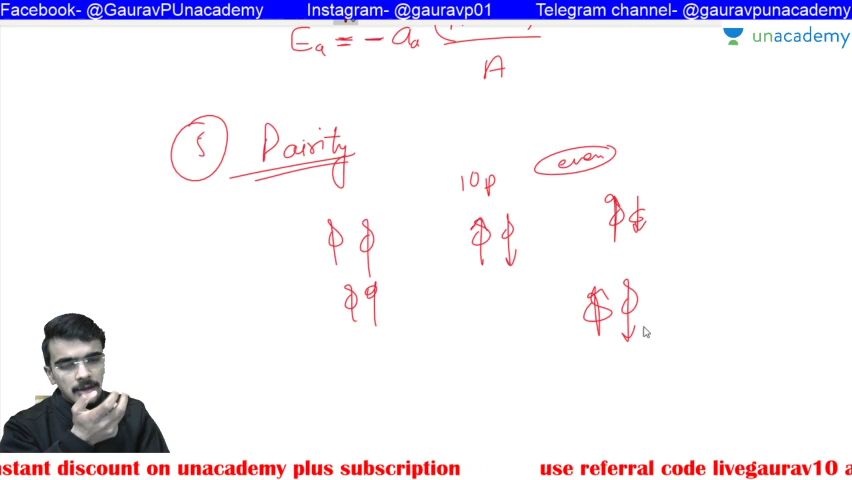 Facebook- @GauravPUnacademy Instagram- @gauravp01 Telegram channel- @gauravpunacademy
unacademy
Ea = - aa
A
5 Pairity
even
10p
nstant discount on unacademy plus subscription use referral code livegaurav10 a